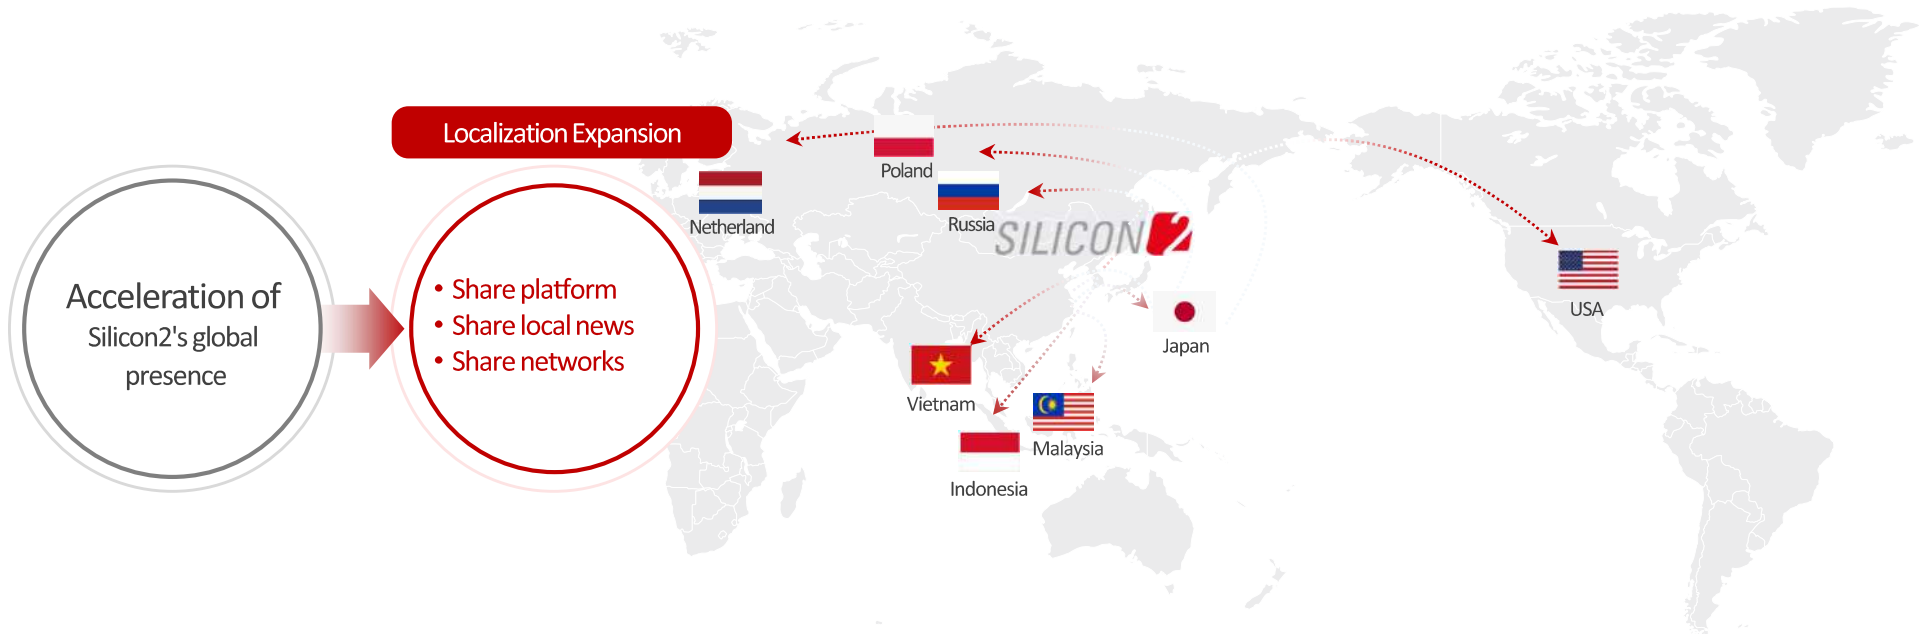 Localization Expansion
Acceleration of
Silicon2's global
presence
• Share platform
• Share local news
• Share networks
Netherland
Poland
Russia
SILICON2
Japan
USA
Vietnam
Malaysia
Indonesia